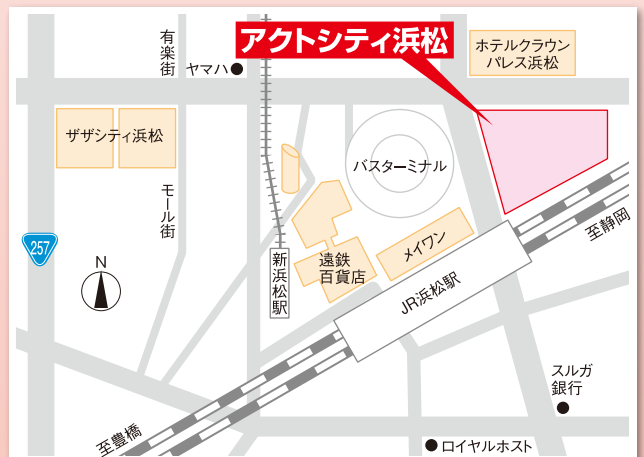 アクトシティ浜松
有楽街
ヤマハ
ホテルクラウン
パレス浜松
ザザシティ浜松
バスターミナル
モール街
257
N
新浜松駅
遠鉄
百貨店
メイワン
JR浜松駅
至静岡
スルガ
銀行
至豊橋
ロイヤルホスト